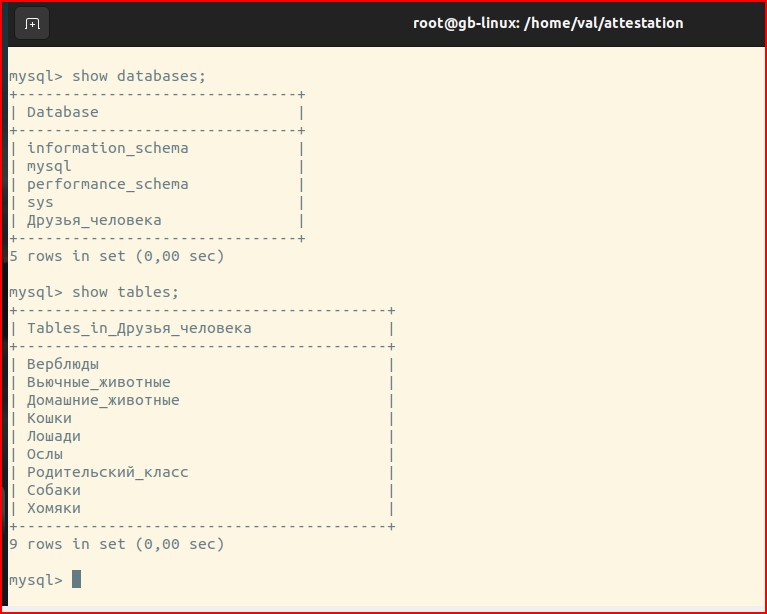 root@gb-linux: /home/val/attestation
mysql> show databases;
+-------------------------------+
| Database                      |
+-------------------------------+
| information_schema            |
| mysql                         |
| performance_schema            |
| sys                           |
| Друзья_человека               |
+-------------------------------+
5 rows in set (0,00 sec)
mysql> show tables;
+-----------------------------------------+
| Tables_in_Друзья_человека               |
+-----------------------------------------+
| Верблюды                                |
| Вьючные_животные                        |
| Домашние_животные                       |
| Кошки                                   |
| Лошади                                  |
| Ослы                                    |
| Родительский_класс                      |
| Собаки                                  |
| Хомяки                                  |
+-----------------------------------------+
9 rows in set (0,00 sec)
mysql>